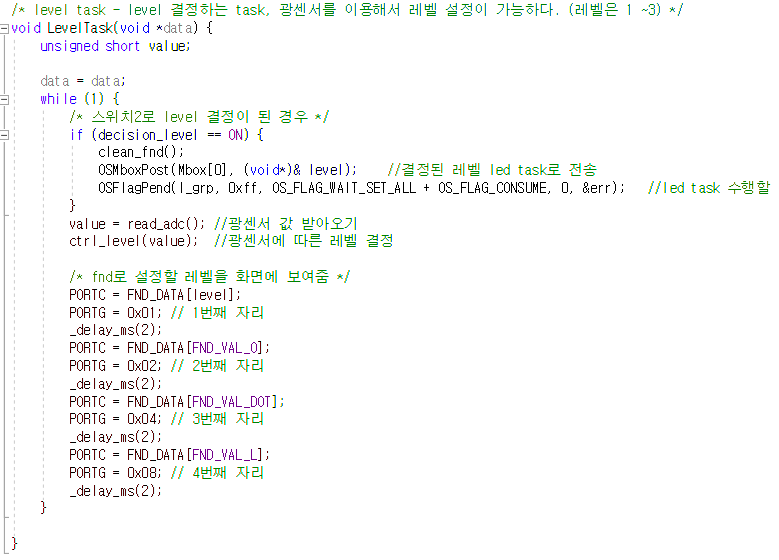 /* level task - level 결정하는 task, 광센서를 이용해서 레벨 설정이 가능하다. (레벨은 1 ~3) */
void LevelTask(void *data) {
    unsigned short value;

    data = data;
    while (1) {
        /* 스위치2로 level 결정이 된 경우 */
        if (decision_level == ON) {
            clean_fnd();
            OSMboxPost(Mbox[0], (void*)& level);    //결정된 레벨 led task로 전송
            OSFlagPend(l_grp, 0xff, OS_FLAG_WAIT_SET_ALL + OS_FLAG_CONSUME, 0, &err);   //led task 수행할
        }
        value = read_adc(); //광센서 값 받아오기
        ctrl_level(value);  //광센서에 따른 레벨 결정

        /* fnd로 설정할 레벨을 화면에 보여줌 */
        PORTC = FND_DATA[level];
        PORTG = 0x01; // 1번째 자리
        _delay_ms(2);
        PORTC = FND_DATA[FND_VAL_O];
        PORTG = 0x02; // 2번째 자리
        _delay_ms(2);
        PORTC = FND_DATA[FND_VAL_DOT];
        PORTG = 0x04; // 3번째 자리
        _delay_ms(2);
        PORTC = FND_DATA[FND_VAL_L];
        PORTG = 0x08; // 4번째 자리
        _delay_ms(2);
    }

}